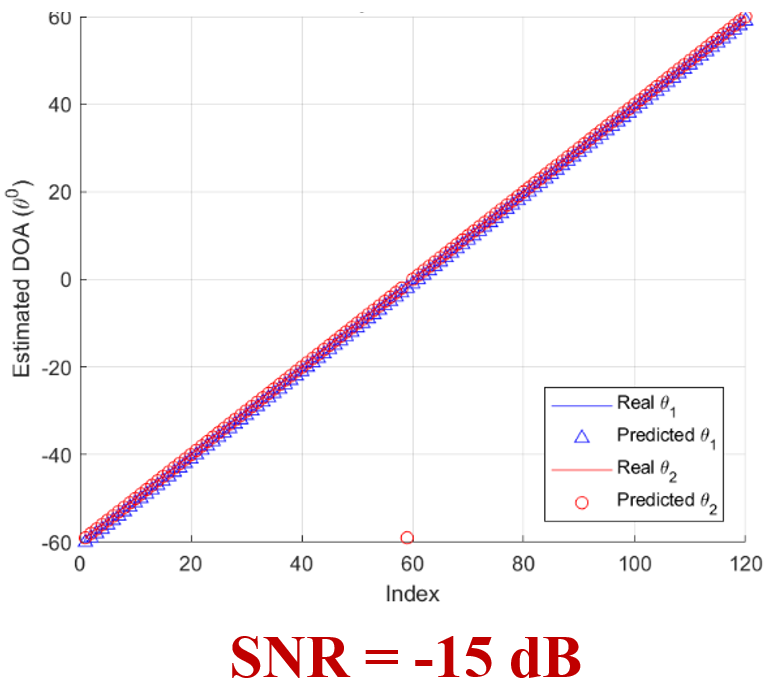 60
40
20
0
-20
-40
-60
Estimated DOA (θ⁰)
0 20 40 60 80 100 120
Index
Real θ₁
Predicted θ₁
Real θ₂
Predicted θ₂
SNR = -15 dB